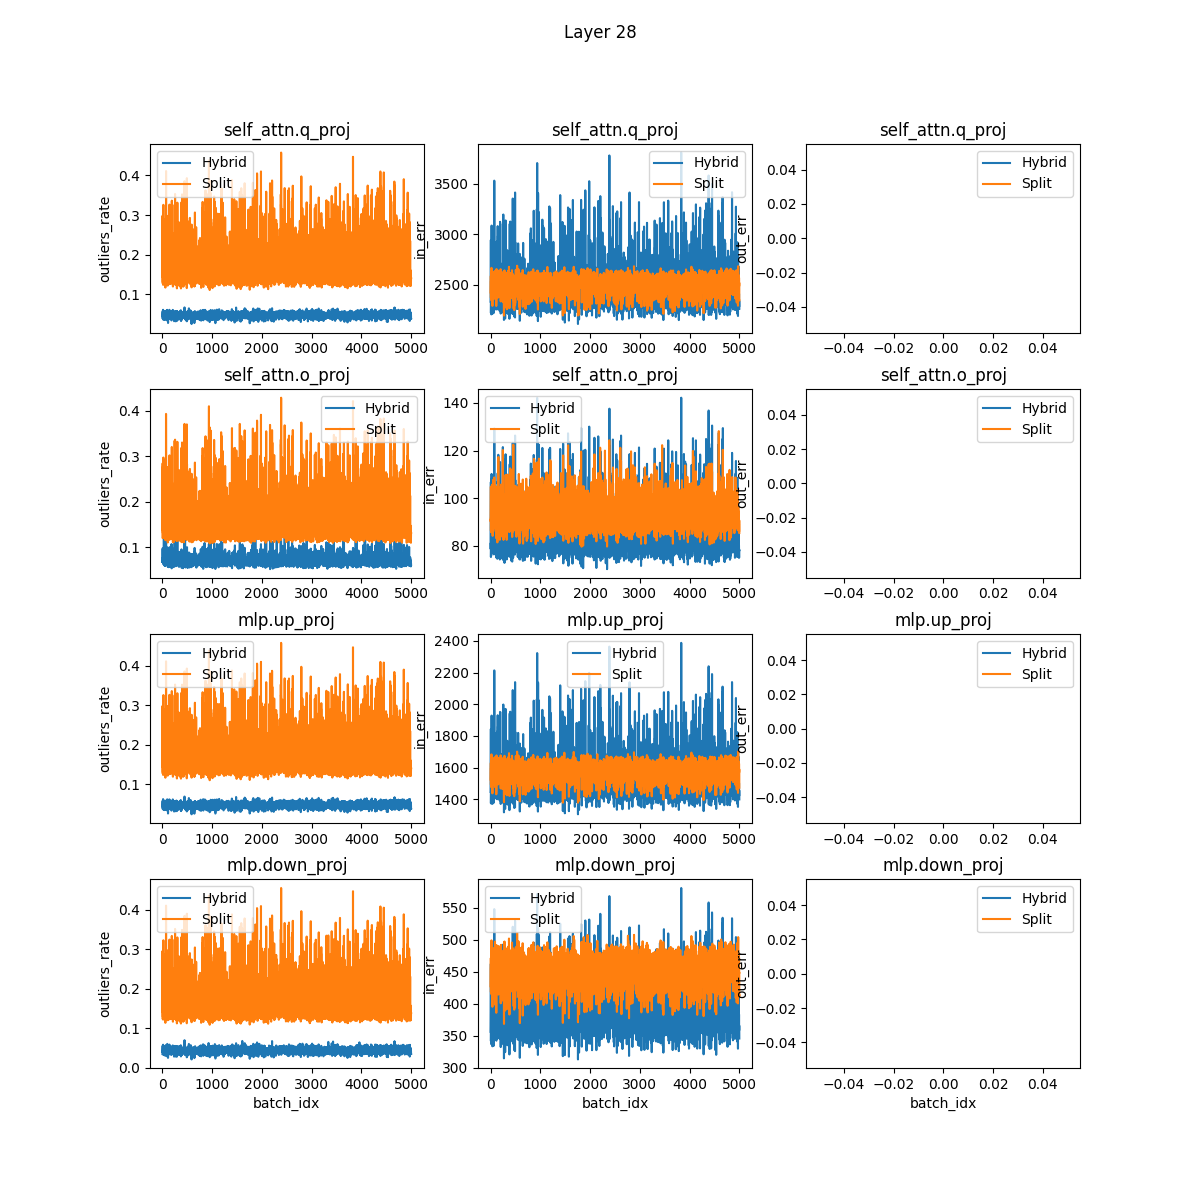 Layer 28
self_attn.q_proj self_attn.q_proj self_attn.q_proj
outliers_rate
0.4
0.3
0.2
0.1
Hybrid
Split
0 1000 2000 3000 4000 5000
in_err
3500
3000
2500
Hybrid
Split
0 1000 2000 3000 4000 5000
out_err
0.04
0.02
0.00
−0.02
−0.04
Hybrid
Split
−0.04 −0.02 0.00 0.02 0.04
self_attn.o_proj self_attn.o_proj self_attn.o_proj
outliers_rate
0.4
0.3
0.2
0.1
Hybrid
Split
0 1000 2000 3000 4000 5000
in_err
140
120
100
80
Hybrid
Split
0 1000 2000 3000 4000 5000
out_err
0.04
0.02
0.00
−0.02
−0.04
Hybrid
Split
−0.04 −0.02 0.00 0.02 0.04
mlp.up_proj mlp.up_proj mlp.up_proj
outliers_rate
0.4
0.3
0.2
0.1
Hybrid
Split
0 1000 2000 3000 4000 5000
in_err
2400
2200
2000
1800
1600
1400
Hybrid
Split
0 1000 2000 3000 4000 5000
out_err
0.04
0.02
0.00
−0.02
−0.04
Hybrid
Split
−0.04 −0.02 0.00 0.02 0.04
mlp.down_proj mlp.down_proj mlp.down_proj
outliers_rate
0.4
0.3
0.2
0.1
0.0
Hybrid
Split
0 1000 2000 3000 4000 5000
batch_idx
in_err
550
500
450
400
350
300
Hybrid
Split
0 1000 2000 3000 4000 5000
batch_idx
out_err
0.04
0.02
0.00
−0.02
−0.04
Hybrid
Split
−0.04 −0.02 0.00 0.02 0.04
batch_idx